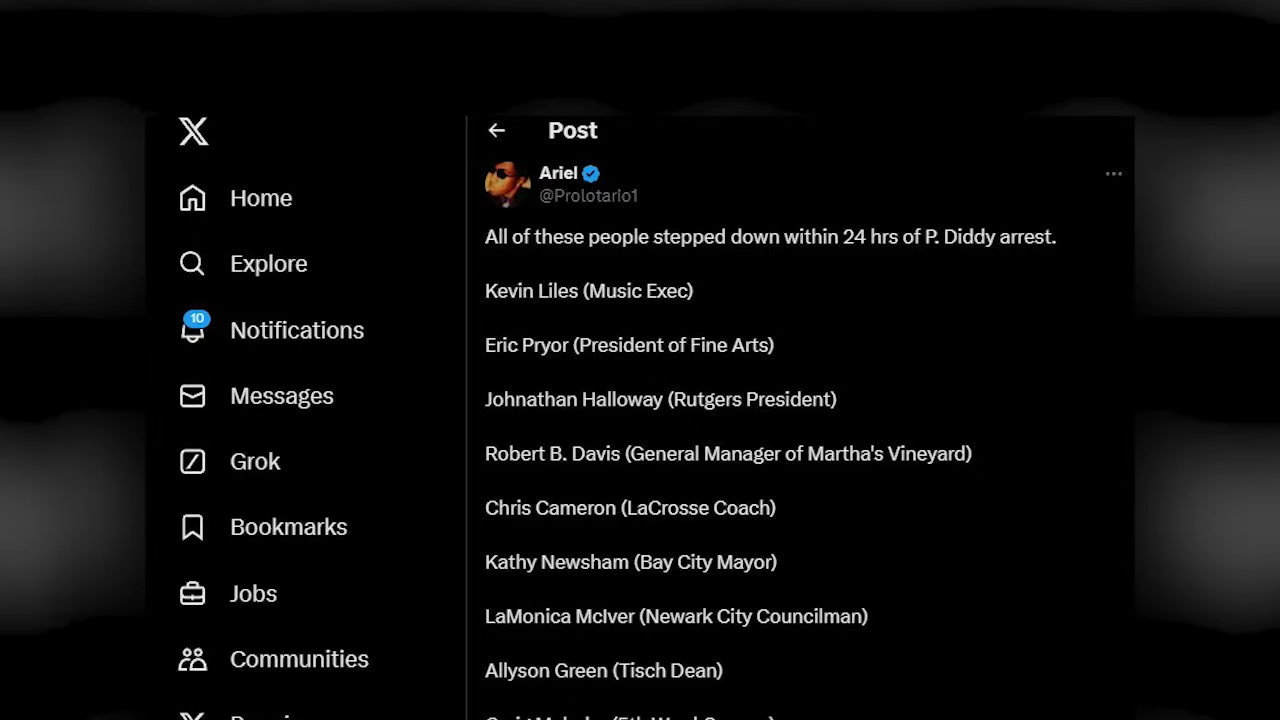 Post
Ariel
@Prolotario1
Home
Explore
10
Notifications
Messages
Grok
Bookmarks
Jobs
Communities
All of these people stepped down within 24 hrs of P. Diddy arrest.
Kevin Liles (Music Exec)
Eric Pryor (President of Fine Arts)
Johnathan Halloway (Rutgers President)
Robert B. Davis (General Manager of Martha's Vineyard)
Chris Cameron (LaCrosse Coach)
Kathy Newsham (Bay City Mayor)
LaMonica McIver (Newark City Councilman)
Allyson Green (Tisch Dean)